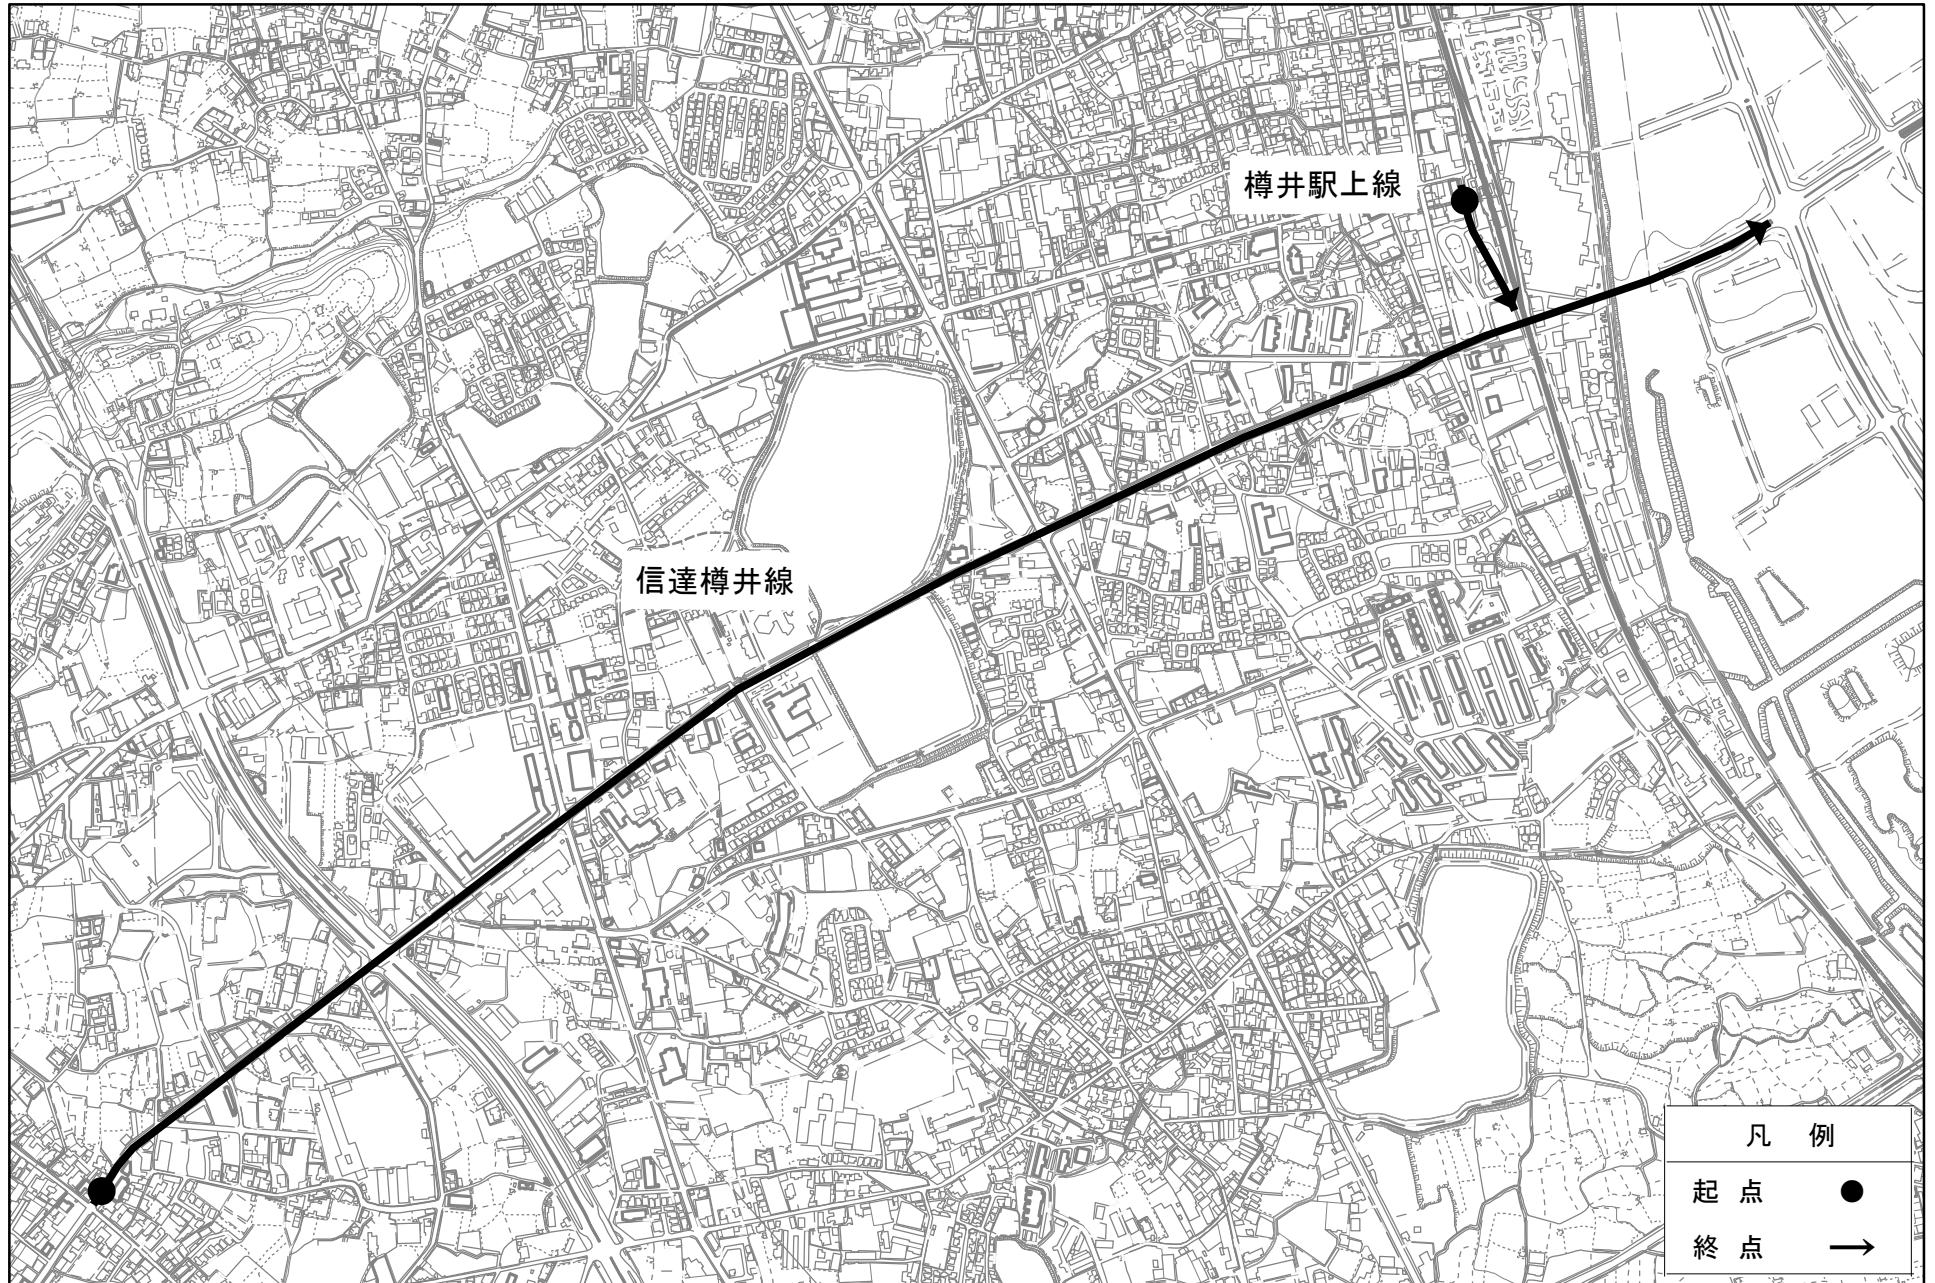 樽井駅上線
信達樽井線
凡 例
起 点
終 点